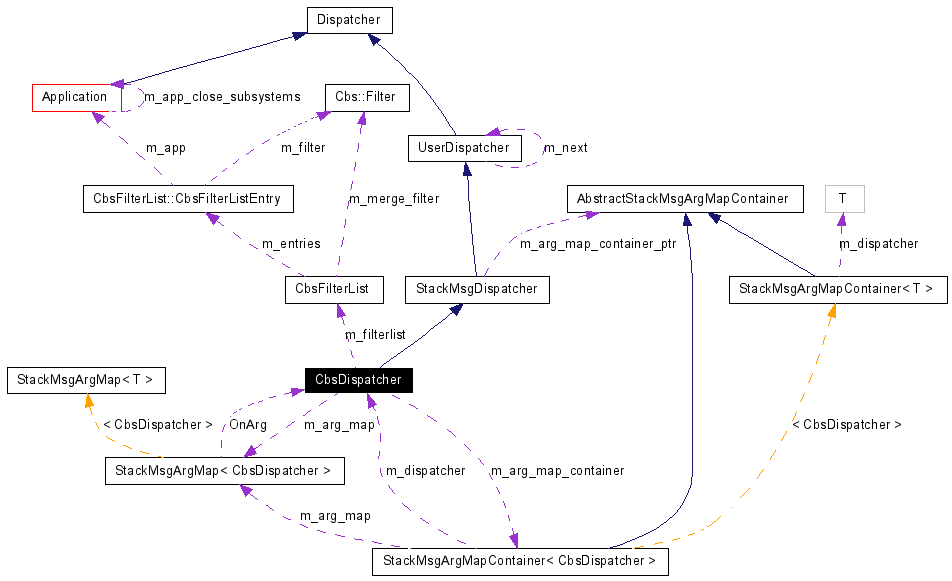 Dispatcher
Application
m_app_close_subsystems
Cbs::Filter
m_app
m_filter
UserDispatcher
m_next
CbsFilterList::CbsFilterListEntry
m_merge_filter
AbstractStackMsgArgMapContainer
T
m_entries
m_arg_map_container_ptr
m_dispatcher
CbsFilterList
StackMsgDispatcher
StackMsgArgMapContainer< T >
m_filterlist
StackMsgArgMap< T >
CbsDispatcher
< CbsDispatcher >
OnArg
m_arg_map
< CbsDispatcher >
StackMsgArgMap< CbsDispatcher >
m_dispatcher
m_arg_map_container
m_arg_map
StackMsgArgMapContainer< CbsDispatcher >